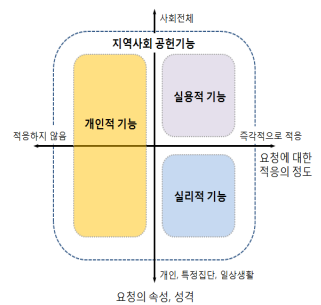 사회전체
지역사회 공헌기능
개인적 기능
실용적 기능
적응하지 않음
즉각적으로 적응
요청에 대한
적응의 정도
실리적 기능
개인, 특정집단, 일상생활
요청의 속성, 성격